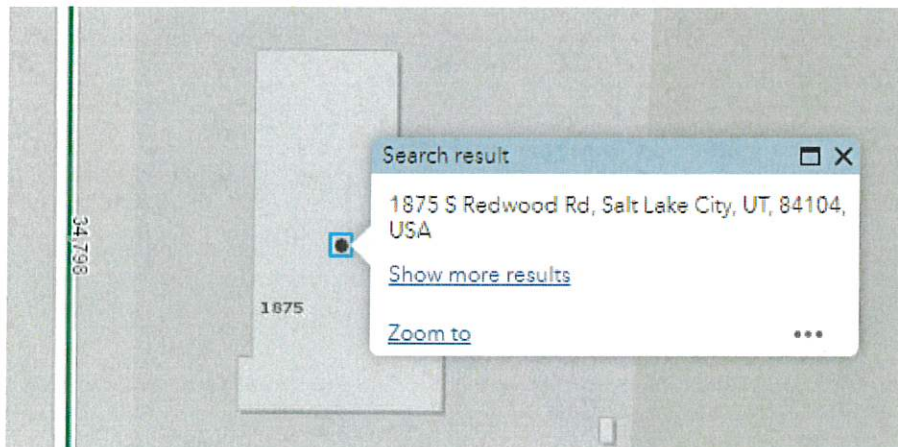 34,798
1875
Search result
1875 S Redwood Rd, Salt Lake City, UT, 84104,
USA
Show more results
Zoom to